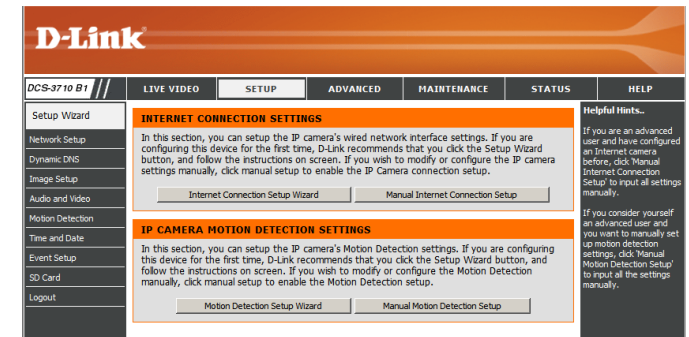 D-Link
DCS-3710 B1 // LIVE VIDEO SETUP ADVANCED MAINTENANCE STATUS HELP
Setup Wizard
Network Setup
Dynamic DNS
Image Setup
Audio and Video
Motion Detection
Time and Date
Event Setup
SD Card
Logout
INTERNET CONNECTION SETTINGS
In this section, you can setup the IP camera's wired network interface settings. If you are
configuring this device for the first time, D-Link recommends that you click the Setup Wizard
button, and follow the instructions on screen. If you wish to modify or configure the IP camera
settings manually, click manual setup to enable the IP Camera connection setup.
Internet Connection Setup Wizard Manual Internet Connection Setup
IP CAMERA MOTION DETECTION SETTINGS
In this section, you can setup the IP camera's Motion Detection settings. If you are configuring
this device for the first time, D-Link recommends that you click the Setup Wizard button, and
follow the instructions on screen. If you wish to modify or configure the Motion Detection
manually, click manual setup to enable the Motion Detection setup.
Motion Detection Setup Wizard Manual Motion Detection Setup
Helpful Hints..
If you are an advanced
user and have configured
an Internet camera
before, click 'Manual
Internet Connection
Setup' to input all settings
manually.
If you consider yourself
an advanced user and
you want to manually set
up motion detection
settings, click 'Manual
Motion Detection Setup'
to input all the settings
manually.